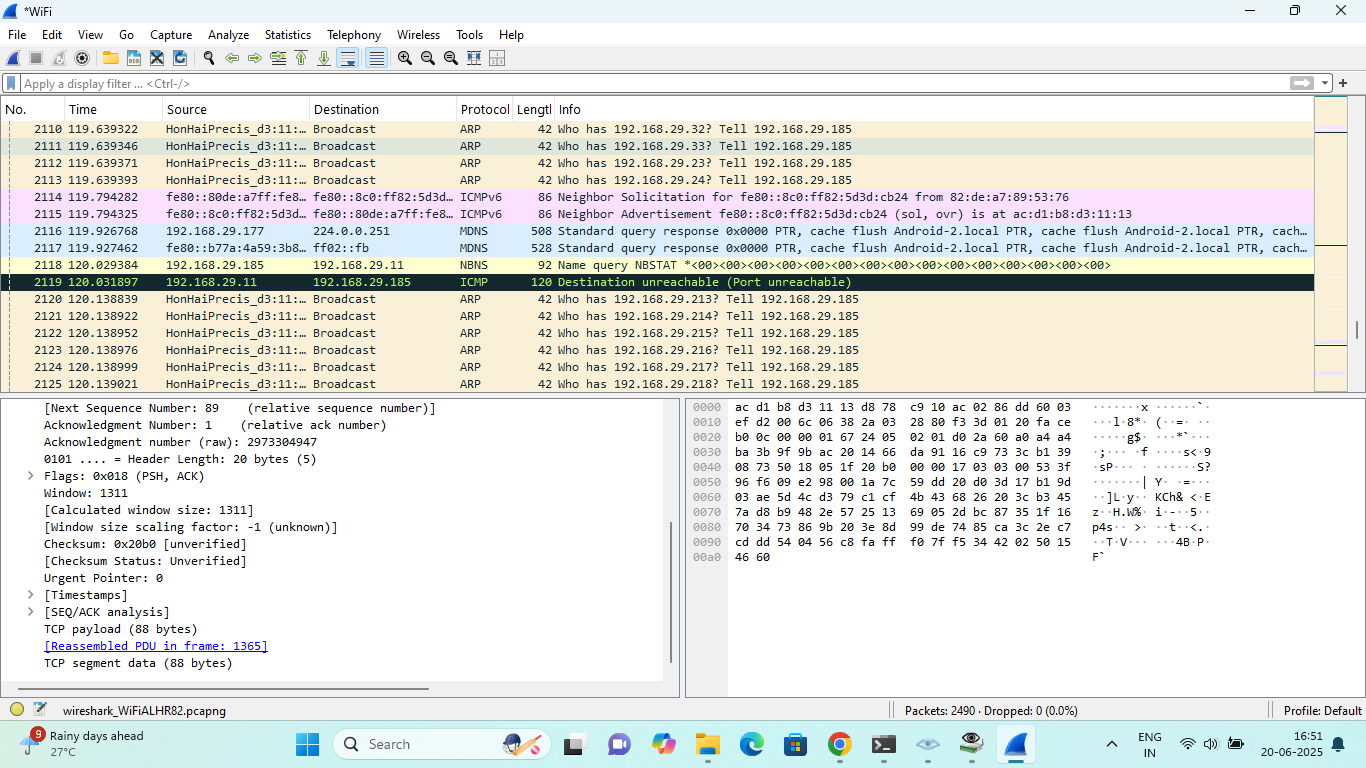 *WiFi
File Edit View Go Capture Analyze Statistics Telephony Wireless Tools Help
Apply a display filter ... <Ctrl-/>
No. Time Source Destination Protocol Lengtl Info
2110 119.639322 HonHaiPrecis_d3:11:… Broadcast ARP 42 Who has 192.168.29.32? Tell 192.168.29.185
2111 119.639346 HonHaiPrecis_d3:11:… Broadcast ARP 42 Who has 192.168.29.33? Tell 192.168.29.185
2112 119.639371 HonHaiPrecis_d3:11:… Broadcast ARP 42 Who has 192.168.29.23? Tell 192.168.29.185
2113 119.639393 HonHaiPrecis_d3:11:… Broadcast ARP 42 Who has 192.168.29.24? Tell 192.168.29.185
2114 119.794282 fe80::80de:a7ff:fe8… fe80::8c0:ff82:5d3d… ICMPv6 86 Neighbor Solicitation for fe80::8c0:ff82:5d3d:cb24 from 82:de:a7:89:53:76
2115 119.794325 fe80::8c0:ff82:5d3d… fe80::80de:a7ff:fe8… ICMPv6 86 Neighbor Advertisement fe80::8c0:ff82:5d3d:cb24 (sol, ovr) is at ac:d1:b8:d3:11:13
2116 119.926768 192.168.29.177 224.0.0.251 MDNS 508 Standard query response 0x0000 PTR, cache flush Android-2.local PTR, cache flush Android-2.local PTR, cach…
2117 119.927462 fe80::b77a:4a59:3b8… ff02::fb MDNS 528 Standard query response 0x0000 PTR, cache flush Android-2.local PTR, cache flush Android-2.local PTR, cach…
2118 120.029384 192.168.29.185 192.168.29.11 NBNS 92 Name query NBSTAT *<00><00><00><00><00><00><00><00><00><00><00><00><00><00><00>
2119 120.031897 192.168.29.11 192.168.29.185 ICMP 120 Destination unreachable (Port unreachable)
2120 120.138839 HonHaiPrecis_d3:11:… Broadcast ARP 42 Who has 192.168.29.213? Tell 192.168.29.185
2121 120.138922 HonHaiPrecis_d3:11:… Broadcast ARP 42 Who has 192.168.29.214? Tell 192.168.29.185
2122 120.138952 HonHaiPrecis_d3:11:… Broadcast ARP 42 Who has 192.168.29.215? Tell 192.168.29.185
2123 120.138976 HonHaiPrecis_d3:11:… Broadcast ARP 42 Who has 192.168.29.216? Tell 192.168.29.185
2124 120.138999 HonHaiPrecis_d3:11:… Broadcast ARP 42 Who has 192.168.29.217? Tell 192.168.29.185
2125 120.139021 HonHaiPrecis_d3:11:… Broadcast ARP 42 Who has 192.168.29.218? Tell 192.168.29.185
[Next Sequence Number: 89 (relative sequence number)]
Acknowledgment Number: 1 (relative ack number)
Acknowledgment number (raw): 2973304947
0101 .... = Header Length: 20 bytes (5)
Flags: 0x018 (PSH, ACK)
Window: 1311
[Calculated window size: 1311]
[Window size scaling factor: -1 (unknown)]
Checksum: 0x20b0 [unverified]
[Checksum Status: Unverified]
Urgent Pointer: 0
[Timestamps]
[SEQ/ACK analysis]
TCP payload (88 bytes)
[Reassembled PDU in frame: 1365]
TCP segment data (88 bytes)
0000 ac d1 b8 d3 11 13 d8 78 c9 10 ac 02 86 dd 60 03 ·······x ······`·
0010 ef d2 00 6c 06 38 2a 03 28 80 f3 3d 01 20 fa ce ···l·8*· (··=· ··
0020 b0 0c 00 00 01 67 24 05 02 01 d0 2a 60 a0 a4 a4 ·····g$· ···*`···
0030 ba 3b 9f 9b ac 20 14 66 da 91 16 c9 73 3c b1 39 ·;··· ·f ····s<·9
0040 08 73 50 18 05 1f 20 b0 00 00 17 03 03 00 53 3f ·sP··· · ······S?
0050 96 f6 09 e2 98 00 1a 7c 59 dd 20 d0 3d 17 b1 9d ·······| Y· ·=···
0060 03 ae 5d 4c d3 79 c1 cf 4b 43 68 26 20 3c b3 45 ··]L·y·· KCh& <·E
0070 7a d8 b9 48 2e 57 25 13 69 05 2d bc 87 35 1f 16 z··H.W%· i·-··5··
0080 70 34 73 86 9b 20 3e 8d 99 de 74 85 ca 3c 2e c7 p4s·· >· ··t··<.·
0090 cd dd 54 04 56 c8 fa ff f0 7f f5 34 42 02 50 15 ··T·V··· ···4B·P·
00a0 46 60 F`
wireshark_WiFiALHR82.pcapng Packets: 2490 · Dropped: 0 (0.0%) Profile: Default
9 Rainy days ahead
27°C
Search
ENG
IN
16:51
20-06-2025